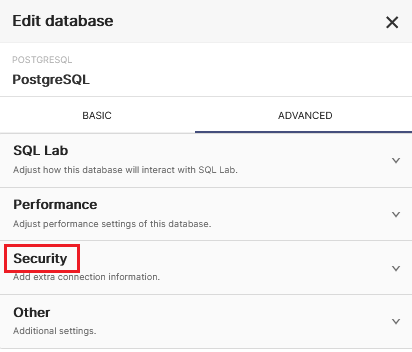 Edit database
POSTGRESQL
PostgreSQL
BASIC ADVANCED
SQL Lab
Adjust how this database will interact with SQL Lab.
Performance
Adjust performance settings of this database.
Security
Add extra connection information.
Other
Additional settings.